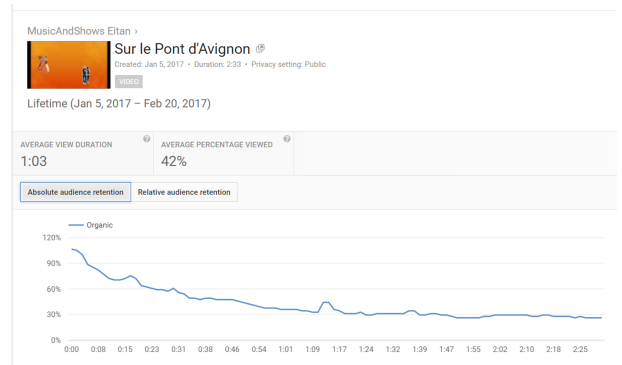 MusicAndShows Eitan ›
Sur le Pont d'Avignon
Created: Jan 5, 2017 • Duration: 2:33 • Privacy setting: Public
VIDEO
Lifetime (Jan 5, 2017 – Feb 20, 2017)
AVERAGE VIEW DURATION ?
1:03
AVERAGE PERCENTAGE VIEWED ?
42%
Absolute audience retention Relative audience retention
Organic
120%
90%
60%
30%
0%
0:00 0:08 0:15 0:23 0:31 0:38 0:46 0:54 1:01 1:09 1:17 1:24 1:32 1:39 1:47 1:55 2:02 2:10 2:18 2:25